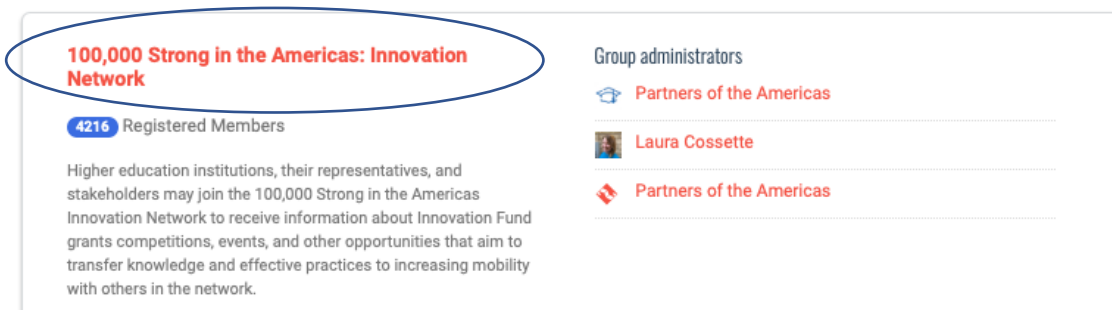 100,000 Strong in the Americas: Innovation
Network
4216 Registered Members
Higher education institutions, their representatives, and
stakeholders may join the 100,000 Strong in the Americas
Innovation Network to receive information about Innovation Fund
grants competitions, events, and other opportunities that aim to
transfer knowledge and effective practices to increasing mobility
with others in the network.
Group administrators
Partners of the Americas
Laura Cossette
Partners of the Americas